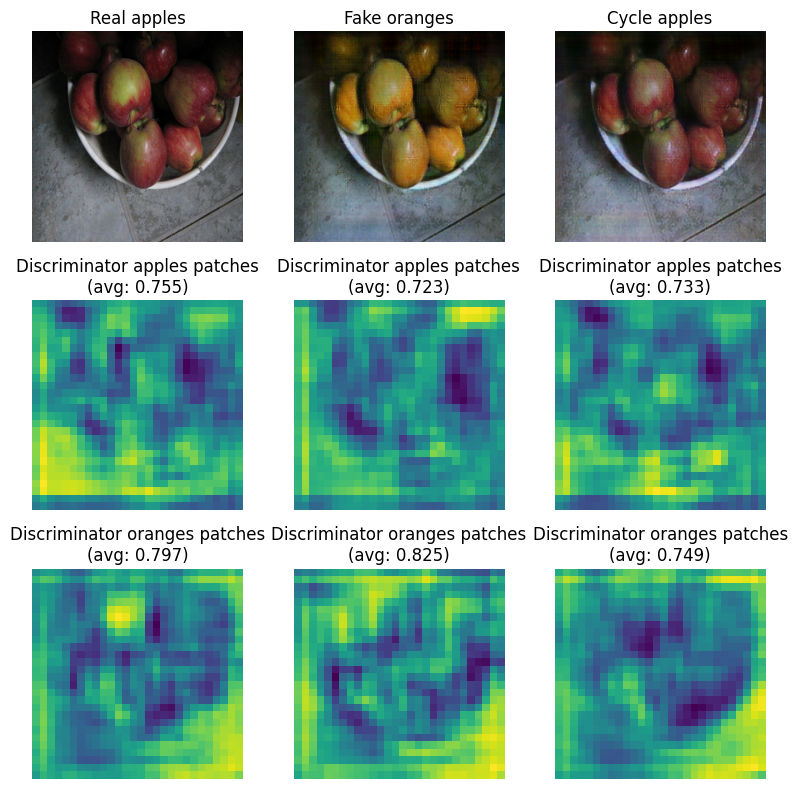 Real apples
Fake oranges
Cycle apples
Discriminator apples patches
(avg: 0.755)
Discriminator apples patches
(avg: 0.723)
Discriminator apples patches
(avg: 0.733)
Discriminator oranges patches
(avg: 0.797)
Discriminator oranges patches
(avg: 0.825)
Discriminator oranges patches
(avg: 0.749)